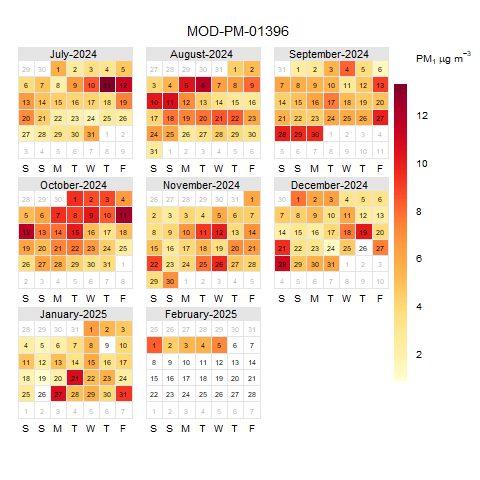 MOD-PM-01396
July-2024
29 30 1 2 3 4 5
6 7 8 9 10 11 12
13 14 15 16 17 18 19
20 21 22 23 24 25 26
27 28 29 30 31 1 2
3 4 5 6 7 8 9
S S M T W T F
August-2024
27 28 29 30 31 1 2
3 4 5 6 7 8 9
10 11 12 13 14 15 16
17 18 19 20 21 22 23
24 25 26 27 28 29 30
31 1 2 3 4 5 6
S S M T W T F
September-2024
31 1 2 3 4 5 6
7 8 9 10 11 12 13
14 15 16 17 18 19 20
21 22 23 24 25 26 27
28 29 30 1 2 3 4
5 6 7 8 9 10 11
S S M T W T F
October-2024
28 29 30 1 2 3 4
5 6 7 8 9 10 11
12 13 14 15 16 17 18
19 20 21 22 23 24 25
26 27 28 29 30 31 1
2 3 4 5 6 7 8
S S M T W T F
November-2024
26 27 28 29 30 31 1
2 3 3 4 5 6 7
8 9 10 11 12 13 14
15 16 17 18 19 20 21
22 23 24 25 26 27 28
29 30 1 2 3 4 5
S S M T W T F
December-2024
30 1 2 3 4 5 6
7 8 9 10 11 12 13
14 15 16 17 18 19 20
21 22 23 24 25 26 27
28 29 30 31 1 2 3
4 5 6 7 8 9 10
S S M T W T F
January-2025
28 29 30 31 1 2 3
4 5 6 7 8 9 10
11 12 13 14 15 16 17
18 19 20 21 22 23 24
25 26 27 28 29 30 31
1 2 3 4 5 6 7
S S M T W T F
February-2025
25 26 27 28 29 30 31
1 2 3 4 5 6 7
8 9 10 11 12 13 14
15 16 17 18 19 20 21
22 23 24 25 26 27 28
1 2 3 4 5 6 7
S S M T W T F
PM₁ µg m⁻³
12
10
8
6
4
2